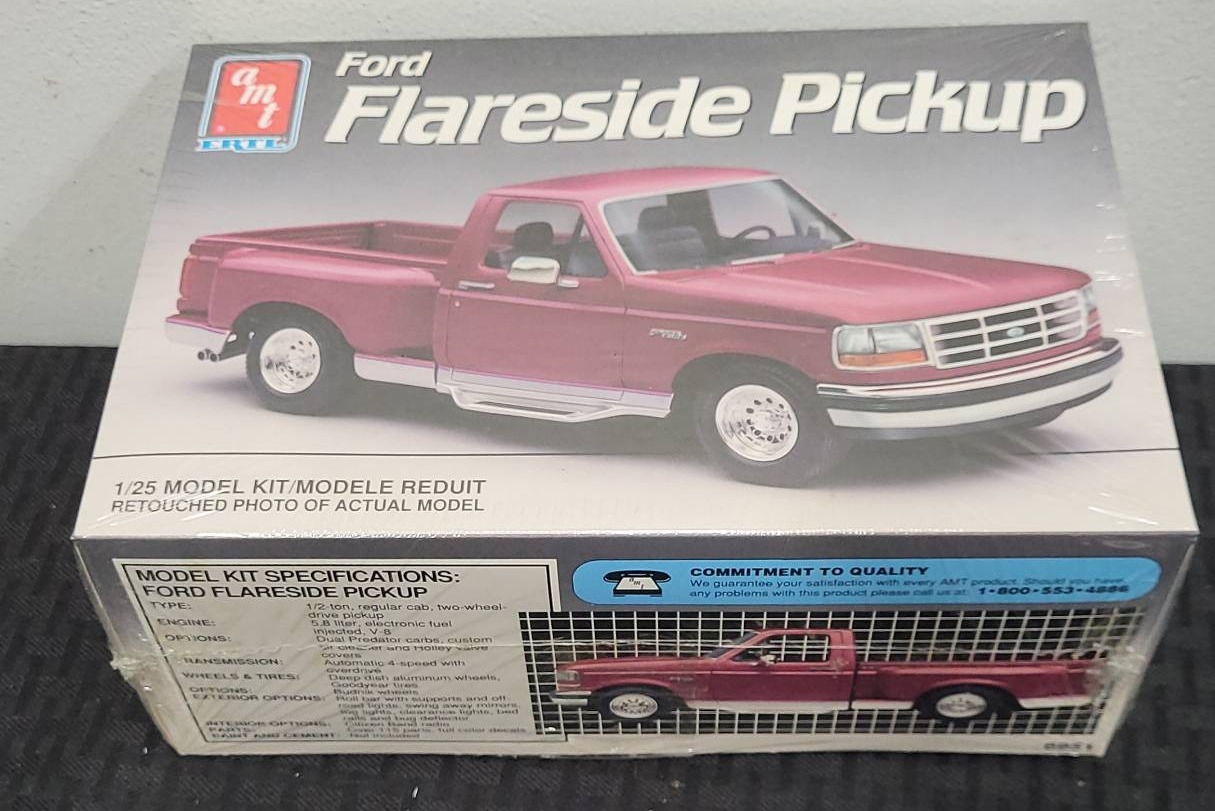 amt
ERTL
Ford
Flareside Pickup
1/25 MODEL KIT/MODELE REDUIT
RETOUCHED PHOTO OF ACTUAL MODEL
MODEL KIT SPECIFICATIONS:
FORD FLARESIDE PICKUP
TYPE: 1/2-ton, regular cab, two-wheel-
drive pickup
ENGINE: 5.8 liter, electronic fuel
injected, V-8
OPTIONS: Dual Predator carbs, custom
air cleaner and Holley valve
covers
TRANSMISSION: Automatic 4-speed with
overdrive
WHEELS & TIRES: Deep dish aluminum wheels,
Goodyear tires
OPTIONS: Budnik wheels
EXTERIOR OPTIONS: Roll bar with supports and off-
road lights, swing away mirrors,
fog lights, clearance lights, bed
rails and bug deflector
INTERIOR OPTIONS: Citizen Band radio
PARTS: Over 115 parts, full color decals
PAINT AND CEMENT: Not included
amt
COMMITMENT TO QUALITY
We guarantee your satisfaction with every AMT product. Should you have
any problems with this product please call us at: 1-800-553-4886